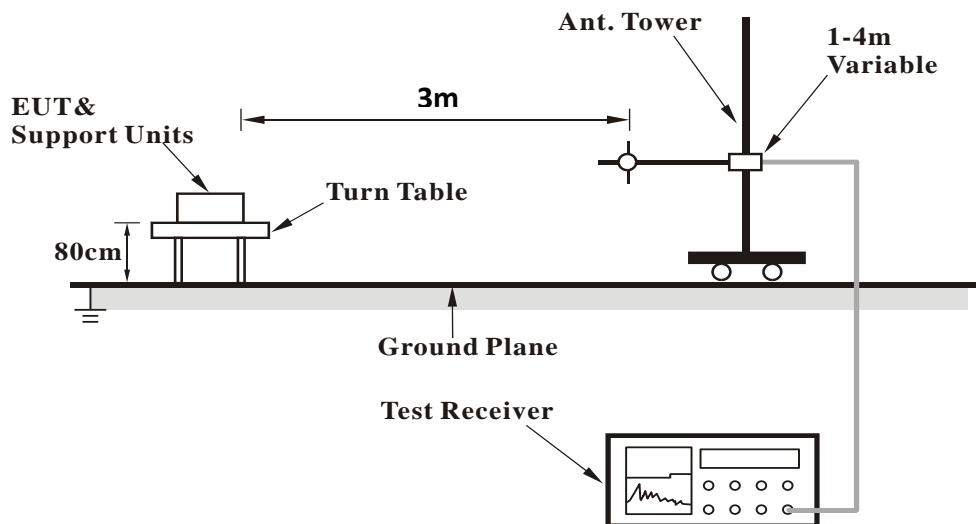 Ant. Tower
1-4m
Variable
3m
EUT&
Support Units
Turn Table
80cm
Ground Plane
Test Receiver